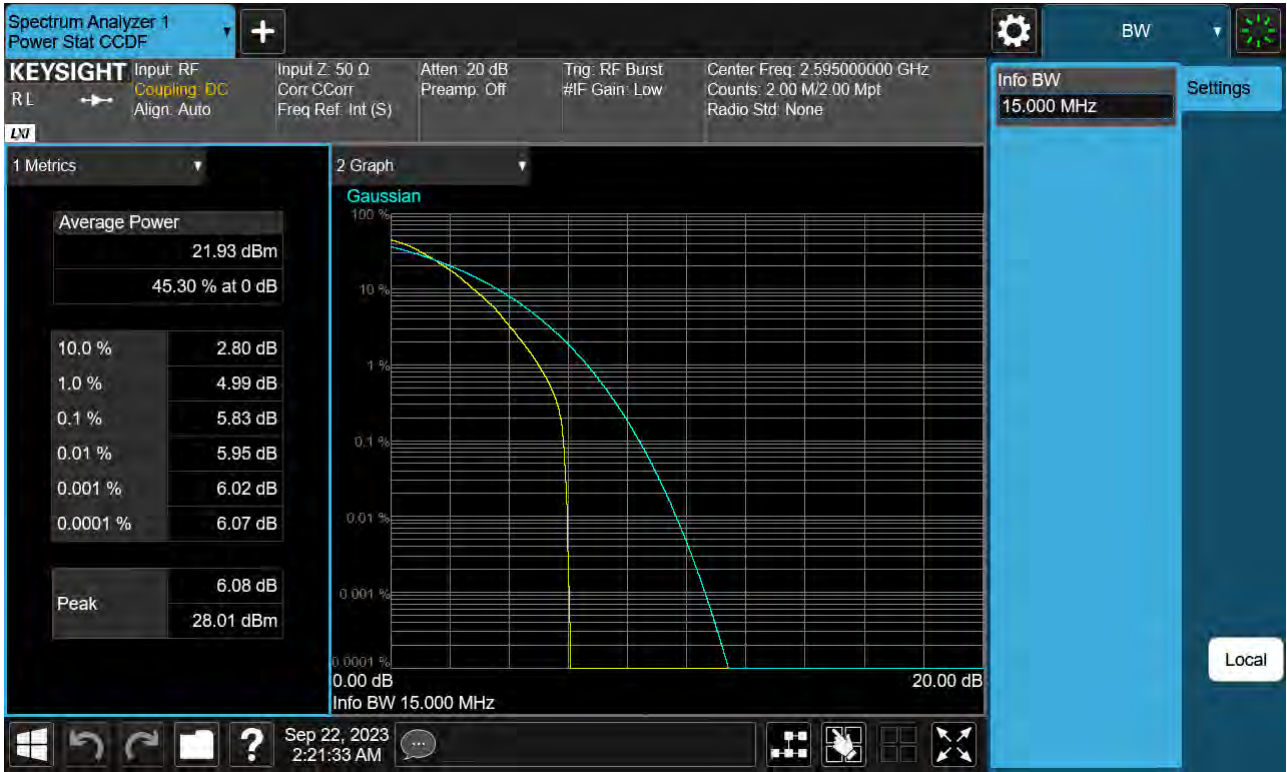 Spectrum Analyzer 1
Power Stat CCDF
BW
KEYSIGHT
RL
LXI
Input: RF
Coupling: DC
Align: Auto
Input Z: 50 Ω
Corr CCorr
Freq Ref: Int (S)
Atten: 20 dB
Preamp: Off
Trig: RF Burst
#IF Gain: Low
Center Freq: 2.595000000 GHz
Counts: 2.00 M/2.00 Mpt
Radio Std: None
Info BW
15.000 MHz
Settings
1 Metrics
Average Power
21.93 dBm
45.30 % at 0 dB
10.0 % 2.80 dB
1.0 % 4.99 dB
0.1 % 5.83 dB
0.01 % 5.95 dB
0.001 % 6.02 dB
0.0001 % 6.07 dB
Peak
6.08 dB
28.01 dBm
2 Graph
Gaussian
100 %
10 %
1 %
0.1 %
0.01 %
0.001 %
0.0001 %
0.00 dB 20.00 dB
Info BW 15.000 MHz
Local
?
Sep 22, 2023
2:21:33 AM